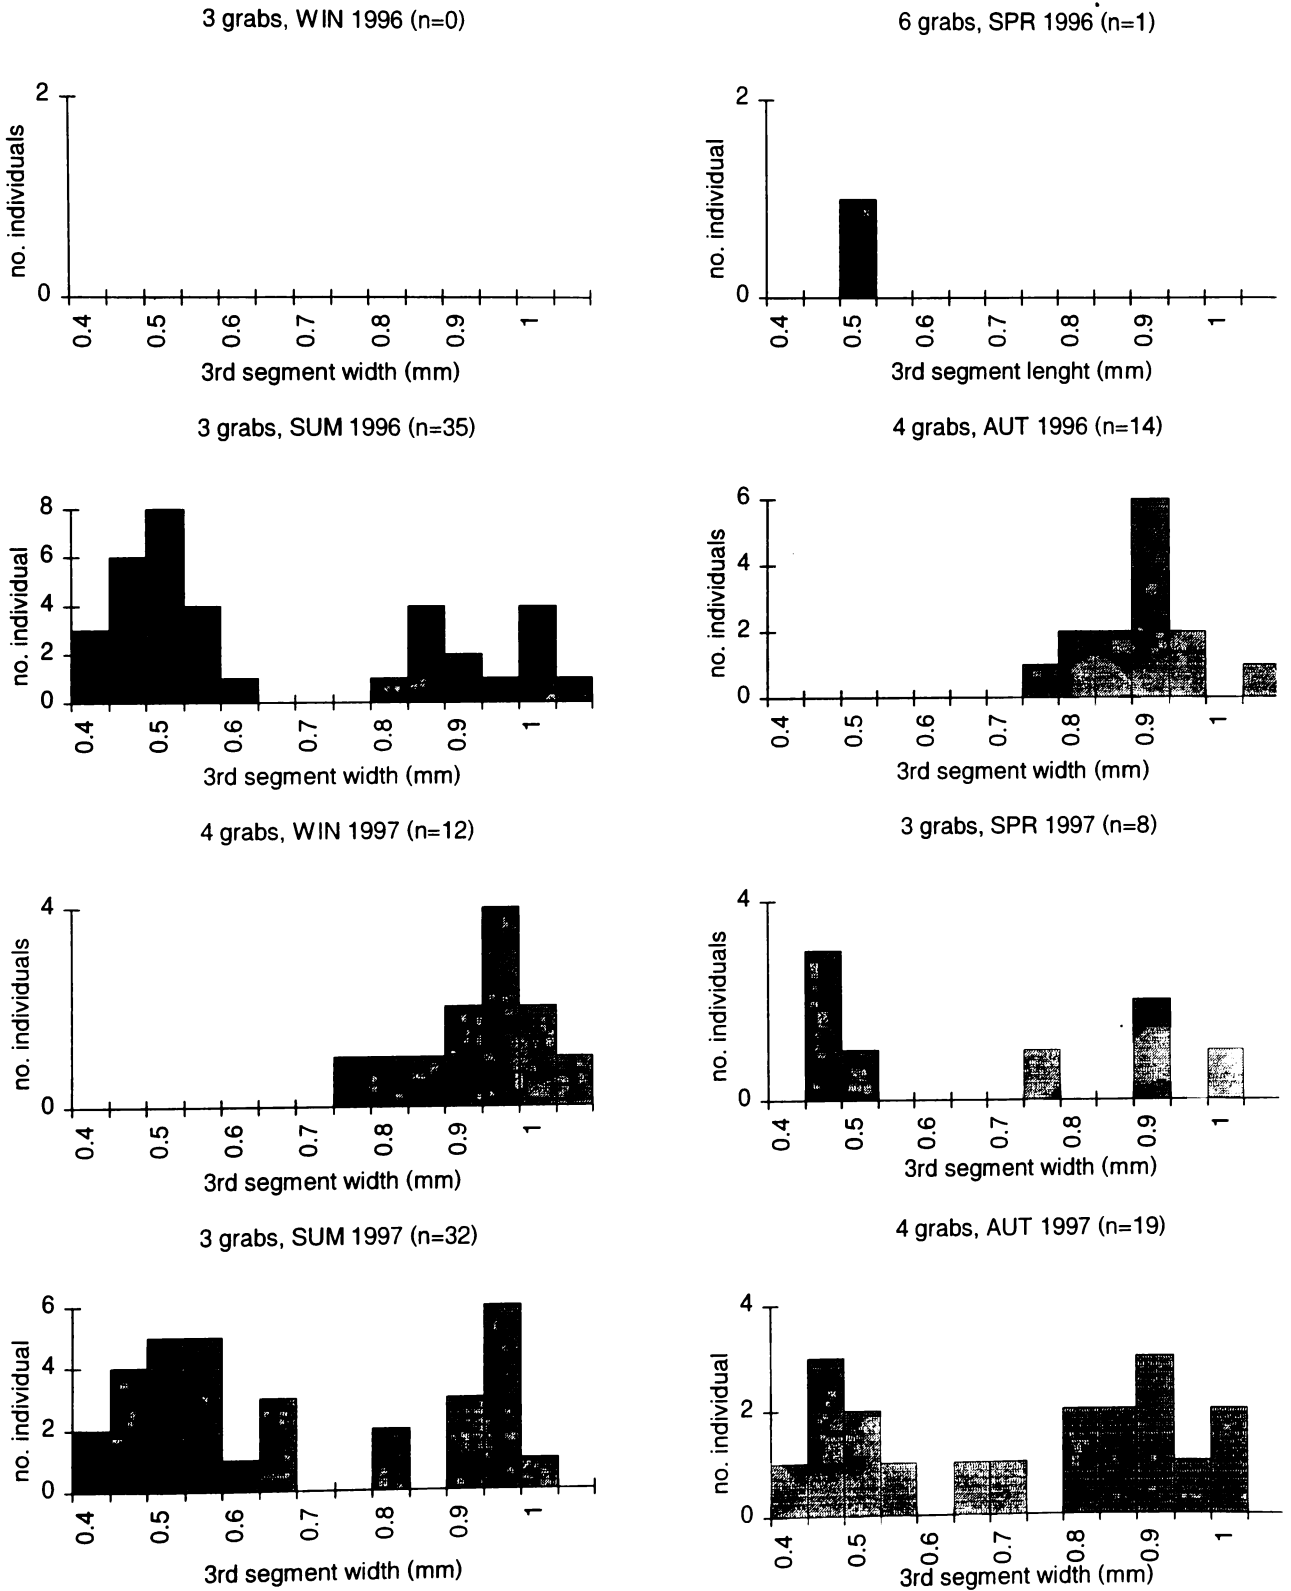 3 grabs, WIN 1996 (n=0)
no. individuals
2
0
0.4 0.5 0.6 0.7 0.8 0.9 1
3rd segment width (mm)
6 grabs, SPR 1996 (n=1)
no. individual
2
0
0.4 0.5 0.6 0.7 0.8 0.9 1
3rd segment lenght (mm)
3 grabs, SUM 1996 (n=35)
no. individual
8
6
4
2
0
0.4 0.5 0.6 0.7 0.8 0.9 1
3rd segment width (mm)
4 grabs, AUT 1996 (n=14)
no. individuals
6
4
2
0
0.4 0.5 0.6 0.7 0.8 0.9 1
3rd segment width (mm)
4 grabs, WIN 1997 (n=12)
no. individuals
4
0
0.4 0.5 0.6 0.7 0.8 0.9 1
3rd segment width (mm)
3 grabs, SPR 1997 (n=8)
no. individuals
4
0
0.4 0.5 0.6 0.7 0.8 0.9 1
3rd segment width (mm)
3 grabs, SUM 1997 (n=32)
no. individual
6
4
2
0
0.4 0.5 0.6 0.7 0.8 0.9 1
3rd segment width (mm)
4 grabs, AUT 1997 (n=19)
no. individual
4
2
0
0.4 0.5 0.6 0.7 0.8 0.9 1
3rd segment width (mm)